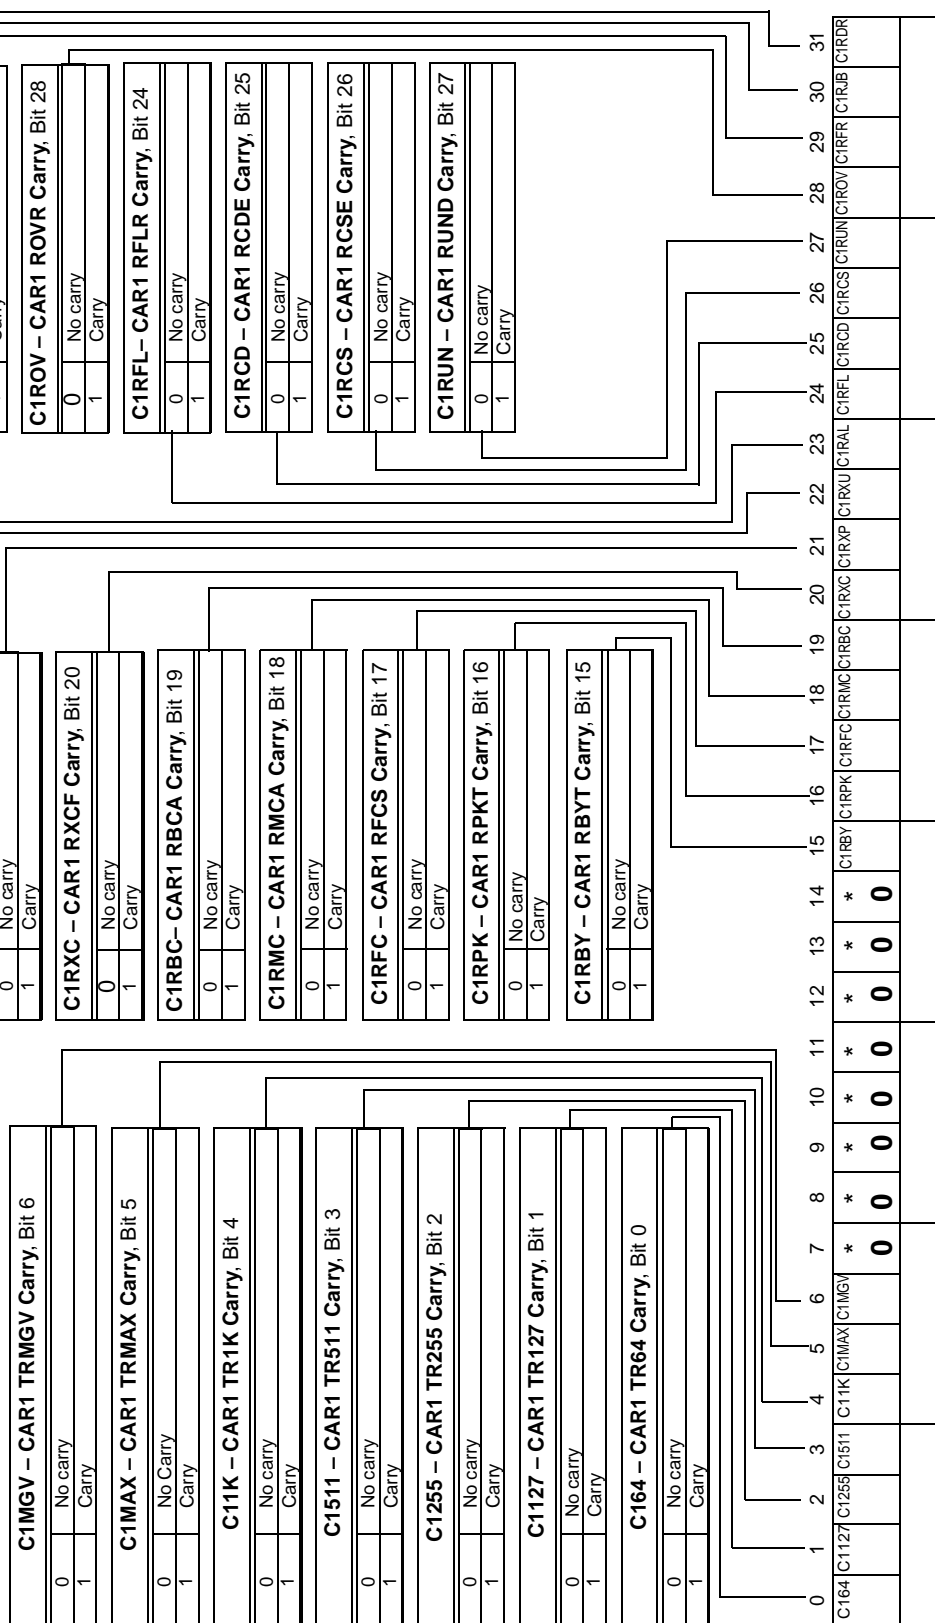 C1MGV – CAR1 TRMGV Carry, Bit 6
0 No carry
1 Carry
C1MAX – CAR1 TRMAX Carry, Bit 5
0 No Carry
1 Carry
C11K – CAR1 TR1K Carry, Bit 4
0 No carry
1 Carry
C1511 – CAR1 TR511 Carry, Bit 3
0 No carry
1 Carry
C1255 – CAR1 TR255 Carry, Bit 2
0 No carry
1 Carry
C1127 – CAR1 TR127 Carry, Bit 1
0 No carry
1 Carry
C164 – CAR1 TR64 Carry, Bit 0
0 No carry
1 Carry
0 No carry
1 Carry
C1RXC – CAR1 RXCF Carry, Bit 20
0 No carry
1 Carry
C1RBC– CAR1 RBCA Carry, Bit 19
0 No carry
1 Carry
C1RMC – CAR1 RMCA Carry, Bit 18
0 No carry
1 Carry
C1RFC – CAR1 RFCS Carry, Bit 17
0 No carry
1 Carry
C1RPK – CAR1 RPKT Carry, Bit 16
0 No carry
1 Carry
C1RBY – CAR1 RBYT Carry, Bit 15
0 No carry
1 Carry
C1ROV – CAR1 ROVR Carry, Bit 28
0 No carry
1 Carry
C1RFL– CAR1 RFLR Carry, Bit 24
0 No carry
1 Carry
C1RCD – CAR1 RCDE Carry, Bit 25
0 No carry
1 Carry
C1RCS – CAR1 RCSE Carry, Bit 26
0 No carry
1 Carry
C1RUN – CAR1 RUND Carry, Bit 27
0 No carry
1 Carry
0 1 2 3 4 5 6 7 8 9 10 11 12 13 14 15 16 17 18 19 20 21 22 23 24 25 26 27 28 29 30 31
C164 C1127 C1255 C1511 C11K C1MAX C1MGV * * * * * * * * C1RBY C1RPK C1RFC C1RMC C1RBC C1RXC C1RXP C1RXU C1RAL C1RFL C1RCD C1RCS C1RUN C1ROV C1RFR C1RJB C1RDR
0 0 0 0 0 0 0 0